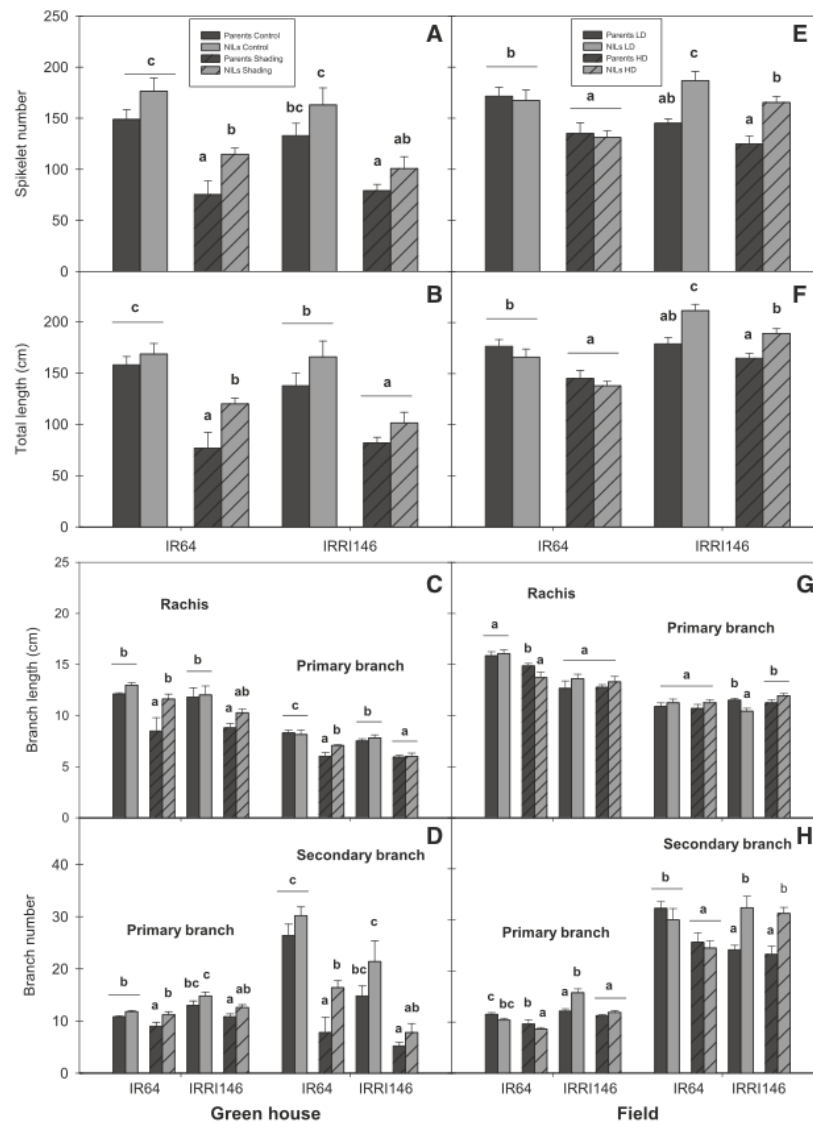 A
Parents Control
NILs Control
Parents Shading
NILs Shading
Spikelet number
250
200
150
100
50
0
c
a
b
bc
c
a
ab
E
Parents LD
NILs LD
Parents HD
NILs HD
b
a
ab
c
a
b
B
Total length (cm)
200
150
100
50
0
c
a
b
b
a
IR64
IRRI146
F
b
a
ab
c
a
b
IR64
IRRI146
C
Branch length (cm)
25
20
15
10
5
0
Rachis
b
a
b
b
a
ab
Primary branch
c
a
b
b
a
G
Rachis
a
b
a
a
Primary branch
a
b
a
b
D
Branch number
40
30
20
10
0
Primary branch
b
a
b
bc
c
a
ab
Secondary branch
c
a
b
bc
c
a
ab
IR64
IRRI146
IR64
IRRI146
Green house
H
Primary branch
c
bc
b
a
a
b
a
Secondary branch
b
a
a
b
a
b
IR64
IRRI146
IR64
IRRI146
Field